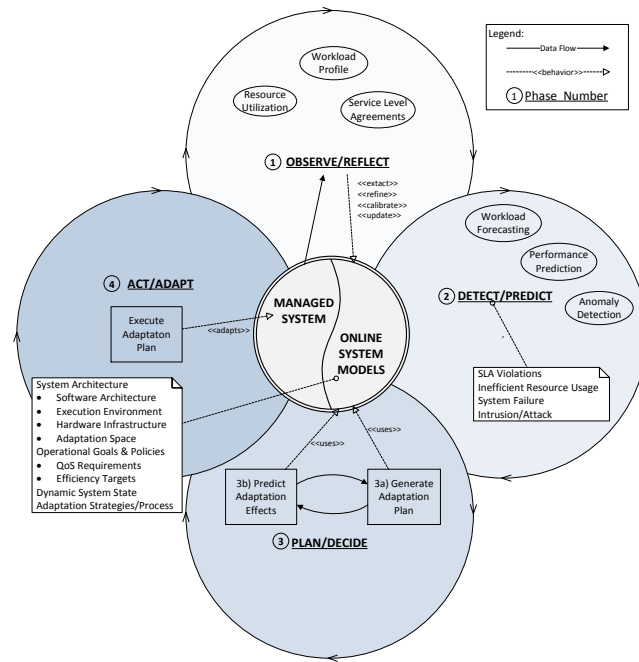 Legend:
Data Flow
<<behavior>>
1 Phase Number
Workload
Profile
Resource
Utilization
Service Level
Agreements
1 OBSERVE/REFLECT
<<extact>>
<<refine>>
<<calibrate>>
<<update>>
Workload
Forecasting
Performance
Prediction
2 DETECT/PREDICT
Anomaly
Detection
SLA Violations
Inefficient Resource Usage
System Failure
Intrusion/Attack
4 ACT/ADAPT
Execute
Adaptaton
Plan
<<adapts>>
MANAGED
SYSTEM
ONLINE
SYSTEM
MODELS
System Architecture
• Software Architecture
• Execution Environment
• Hardware Infrastructure
• Adaptation Space
Operational Goals & Policies
• QoS Requirements
• Efficiency Targets
Dynamic System State
Adaptation Strategies/Process
<<uses>>
<<uses>>
3b) Predict
Adaptation
Effects
3a) Generate
Adaptation
Plan
3 PLAN/DECIDE